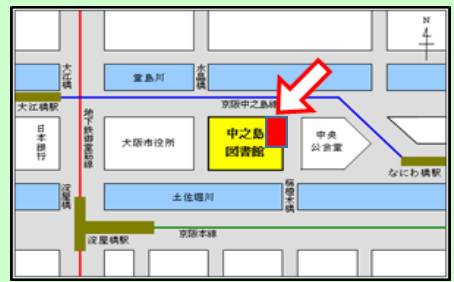 N
大江橋
水晶橋
堂島川
大江橋駅
京阪中之島線
日本銀行
地下鉄御堂筋線
大阪市役所
中之島
図書館
中央
公会堂
なにわ橋駅
淀屋橋
土佐堀川
栴檀木橋
淀屋橋駅
京阪本線